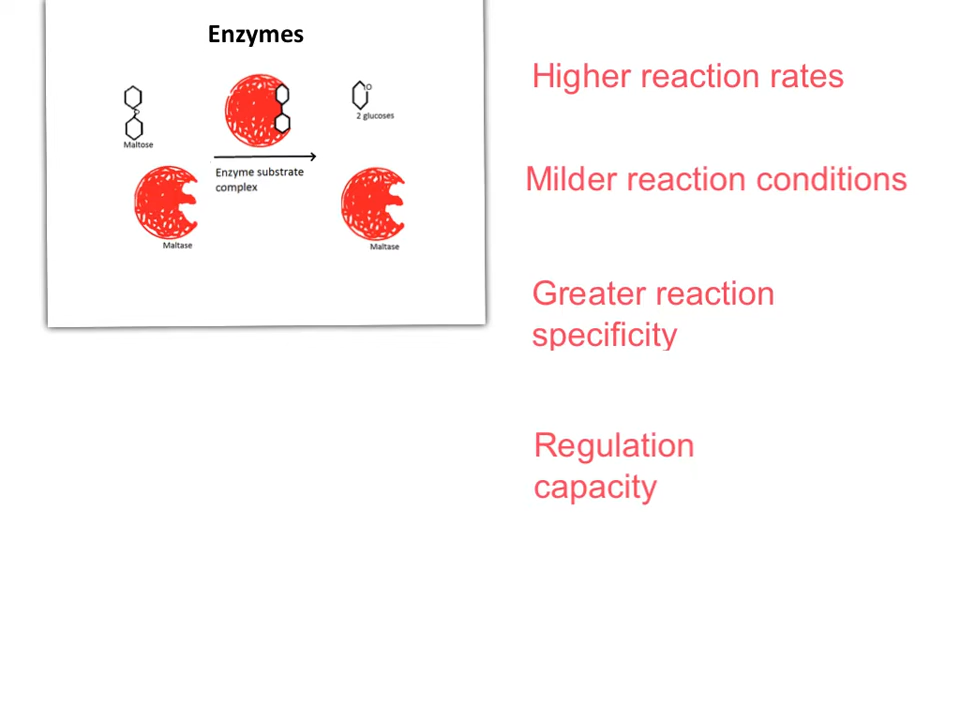 Enzymes
Maltose
O
2 glucoses
Enzyme substrate
complex
Maltase
Maltase
Higher reaction rates
Milder reaction conditions
Greater reaction
specificity
Regulation
capacity